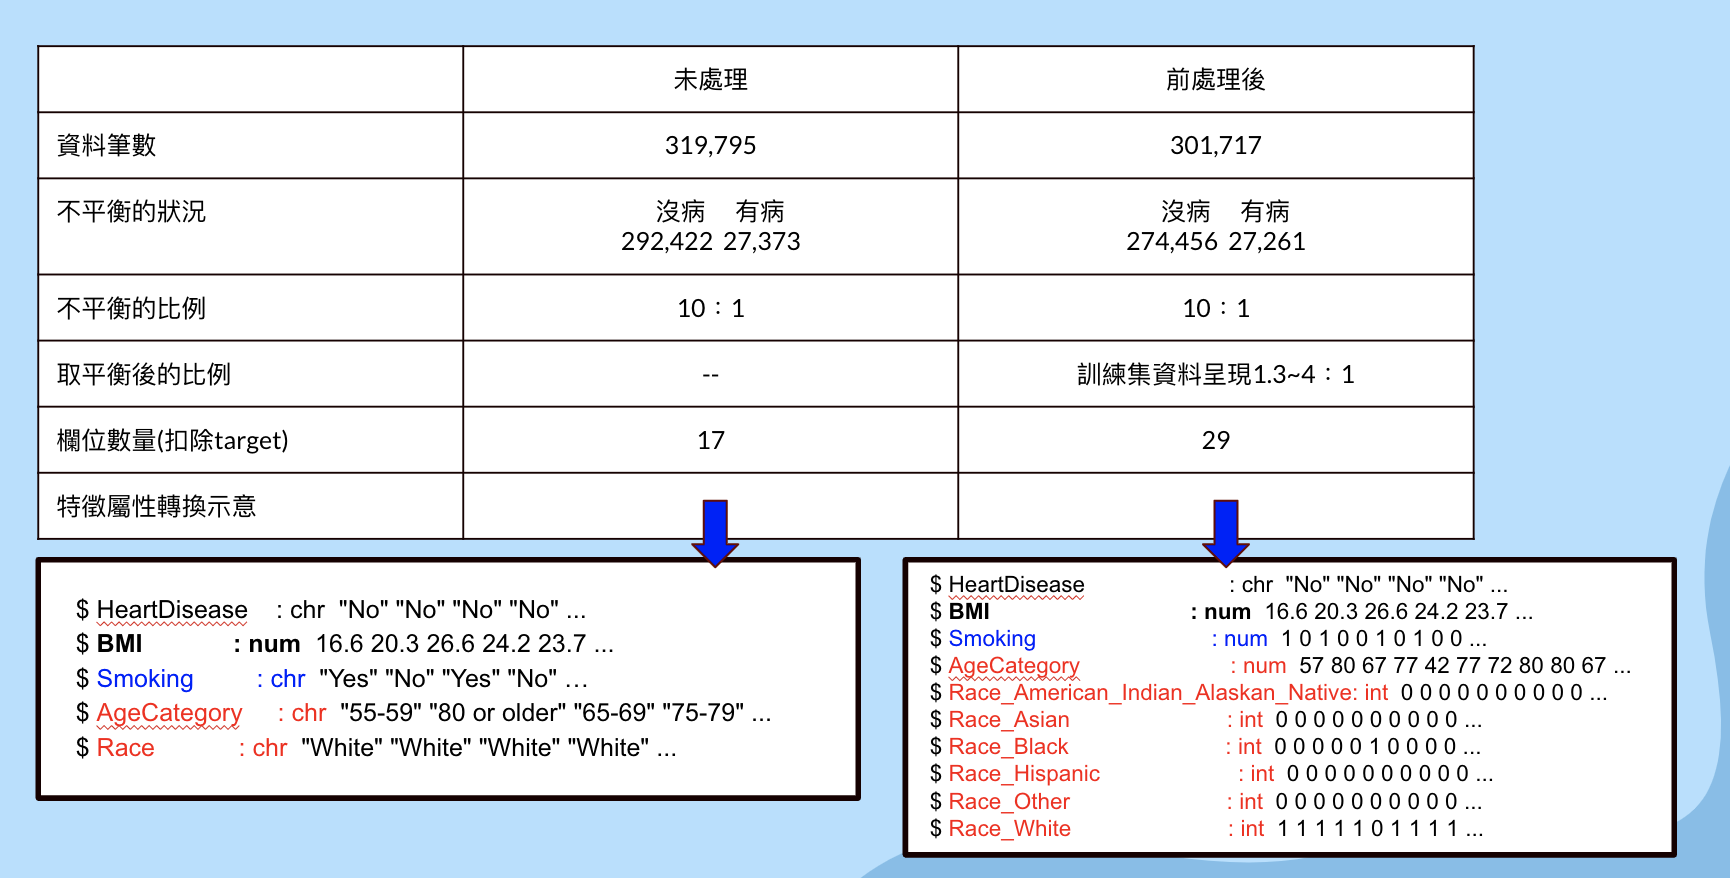 未處理 前處理後
資料筆數 319,795 301,717
不平衡的狀況 沒病 有病 沒病 有病
292,422 27,373 274,456 27,261
不平衡的比例 10：1 10：1
取平衡後的比例 -- 訓練集資料呈現1.3~4：1
欄位數量(扣除target) 17 29
特徵屬性轉換示意
$ HeartDisease : chr "No" "No" "No" "No" ...
$ BMI : num 16.6 20.3 26.6 24.2 23.7 ...
$ Smoking : chr "Yes" "No" "Yes" "No" …
$ AgeCategory : chr "55-59" "80 or older" "65-69" "75-79" ...
$ Race : chr "White" "White" "White" "White" ...
$ HeartDisease : chr "No" "No" "No" "No" ...
$ BMI : num 16.6 20.3 26.6 24.2 23.7 ...
$ Smoking : num 1 0 1 0 0 1 0 1 0 0 ...
$ AgeCategory : num 57 80 67 77 42 77 72 80 80 67 ...
$ Race_American_Indian_Alaskan_Native: int 0 0 0 0 0 0 0 0 0 0 ...
$ Race_Asian : int 0 0 0 0 0 0 0 0 0 0 ...
$ Race_Black : int 0 0 0 0 0 1 0 0 0 0 ...
$ Race_Hispanic : int 0 0 0 0 0 0 0 0 0 0 ...
$ Race_Other : int 0 0 0 0 0 0 0 0 0 0 ...
$ Race_White : int 1 1 1 1 1 0 1 1 1 1 ...